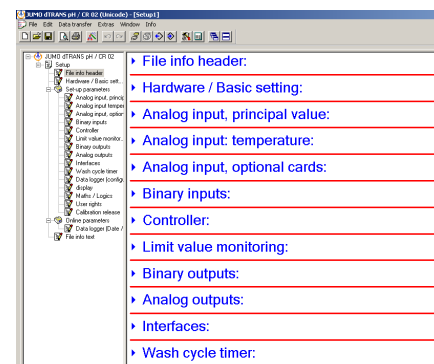 JUMO dTRANS pH / CR 02 (Unicode) - [Setup1]
File Edit Data transfer Extras Window Info
JUMO dTRANS pH / CR 02
Setup
File info header
Hardware / Basic sett...
Set-up parameters
Analog input, princip
Analog input temper
Analog input, option
Binary inputs
Controller
Limit value monitor..
Binary outputs
Analog outputs
Interfaces
Wash cycle timer
Data logger (configu
display
Maths / Logics
User rights
Calibration release
Online parameters
Data logger (Date /
File info text
File info header:
Hardware / Basic setting:
Analog input, principal value:
Analog input: temperature:
Analog input, optional cards:
Binary inputs:
Controller:
Limit value monitoring:
Binary outputs:
Analog outputs:
Interfaces:
Wash cycle timer: